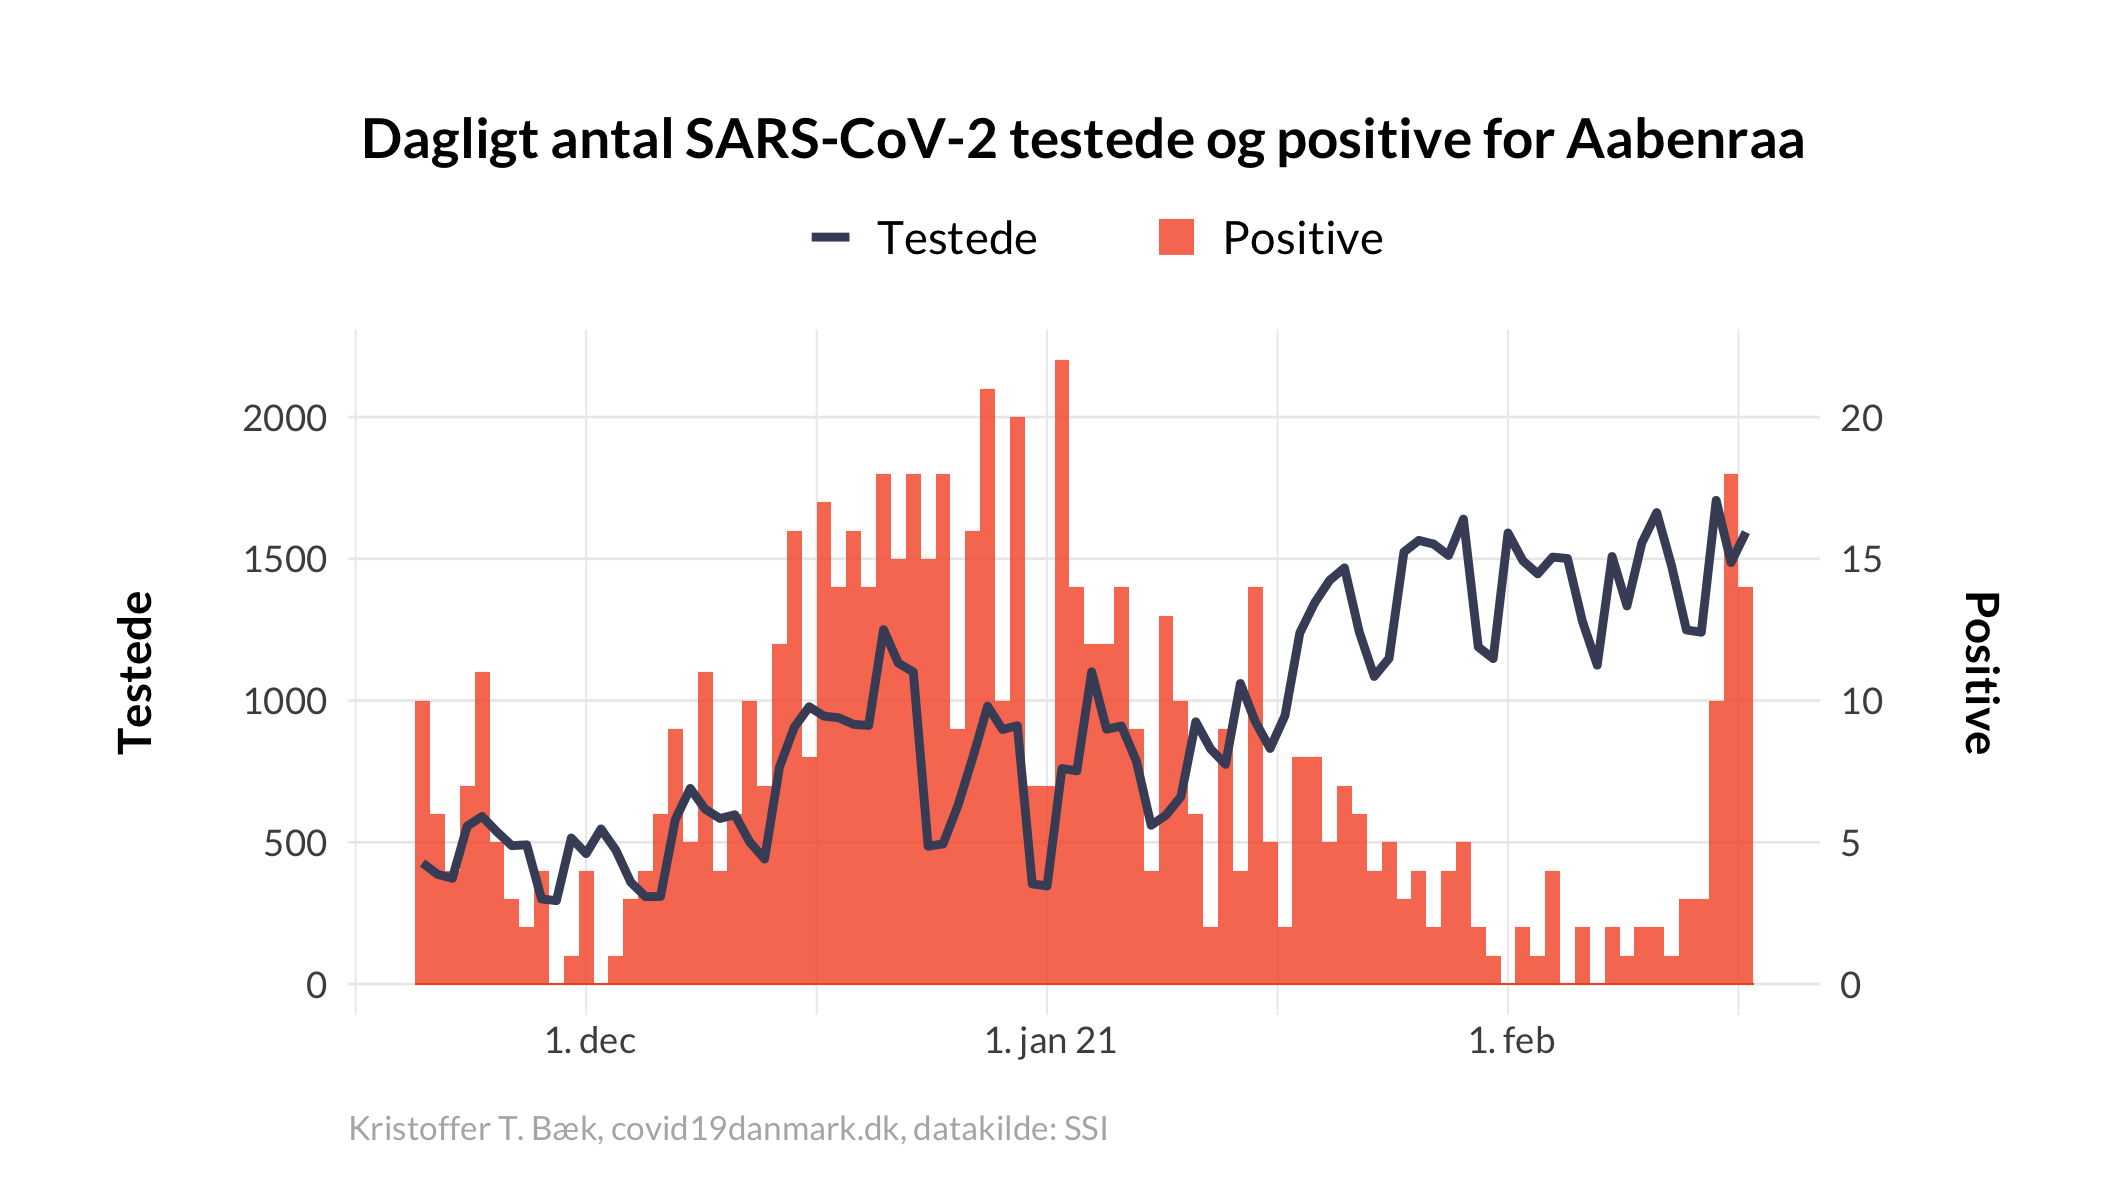 Dagligt antal SARS-CoV-2 testede og positive for Aabenraa
Testede
Positive
2000
1500
1000
500
0
Testede
20
15
10
5
0
Positive
1. dec
1. jan 21
1. feb
Kristoffer T. Bæk, covid19danmark.dk, datakilde: SSI